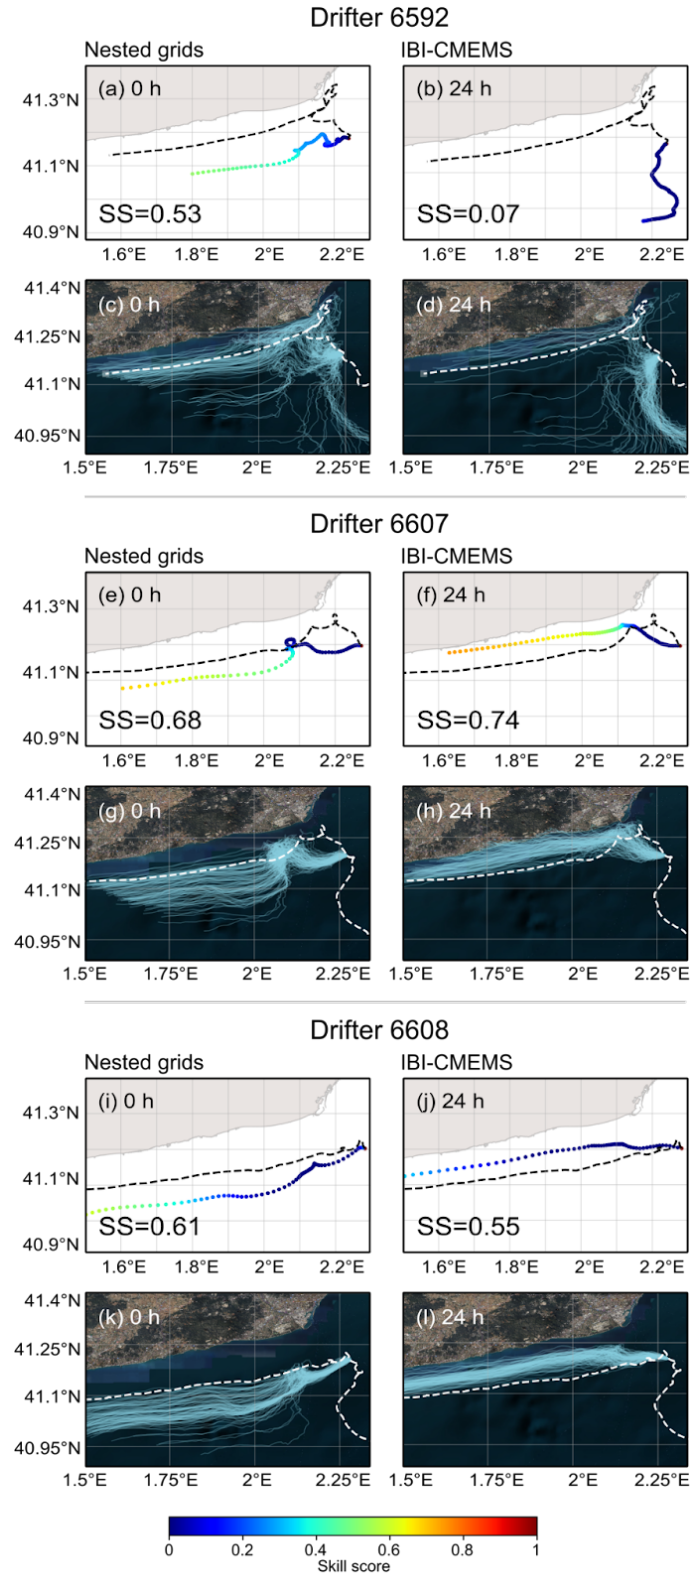 Drifter 6592
Nested grids IBI-CMEMS
(a) 0 h (b) 24 h
41.3°N
41.1°N
SS=0.53 SS=0.07
40.9°N
1.6°E 1.8°E 2°E 2.2°E 1.6°E 1.8°E 2°E 2.2°E
41.4°N
(c) 0 h (d) 24 h
41.25°N
41.1°N
40.95°N
1.5°E 1.75°E 2°E 2.25°E 1.5°E 1.75°E 2°E 2.25°E
Drifter 6607
Nested grids IBI-CMEMS
(e) 0 h (f) 24 h
41.3°N
41.1°N
SS=0.68 SS=0.74
40.9°N
1.6°E 1.8°E 2°E 2.2°E 1.6°E 1.8°E 2°E 2.2°E
41.4°N
(g) 0 h (h) 24 h
41.25°N
41.1°N
40.95°N
1.5°E 1.75°E 2°E 2.25°E 1.5°E 1.75°E 2°E 2.25°E
Drifter 6608
Nested grids IBI-CMEMS
(i) 0 h (j) 24 h
41.3°N
41.1°N
SS=0.61 SS=0.55
40.9°N
1.6°E 1.8°E 2°E 2.2°E 1.6°E 1.8°E 2°E 2.2°E
41.4°N
(k) 0 h (l) 24 h
41.25°N
41.1°N
40.95°N
1.5°E 1.75°E 2°E 2.25°E 1.5°E 1.75°E 2°E 2.25°E
0 0.2 0.4 0.6 0.8 1
Skill score